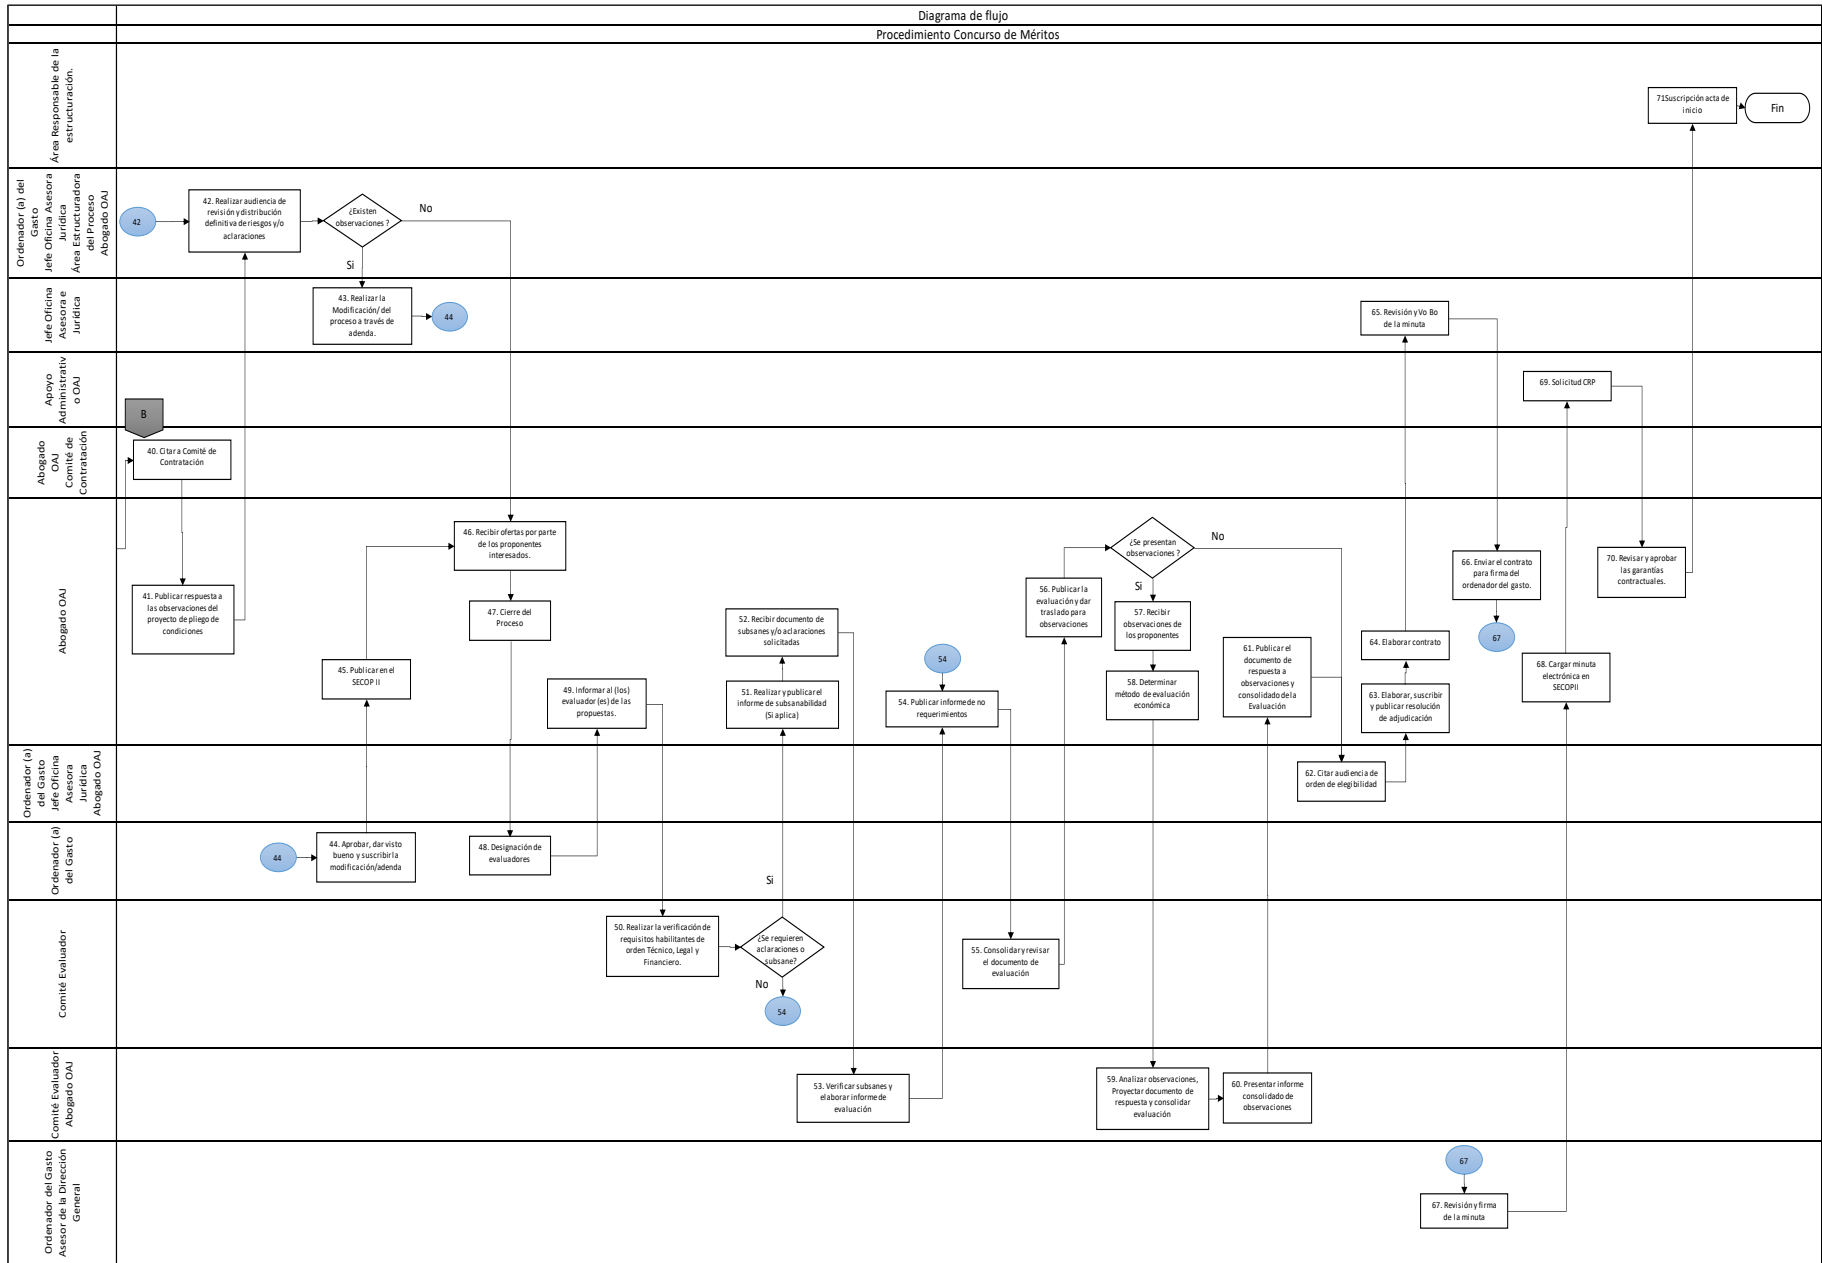 Diagrama de flujo
Procedimiento Concurso de Méritos
Área Responsable de la
estructuración.
71Suscripción acta de
inicio
Fin
Ordenador (a) del
Gasto
Jefe Oficina Asesora
Jurídica
Área Estructuradora
del Proceso
Abogado OAJ
42
42. Realizar audiencia de
revisión y distribución
definitiva de riesgos y/o
aclaraciones
¿Existen
observaciones ?
No
Si
Jefe Oficina
Asesora e
Jurídica
43. Realizar la
Modificación/ del
proceso a través de
adenda.
44
65. Revisión y Vo Bo
de la minuta
Apoyo
Administrativ
o OAJ
69. Solicitud CRP
B
Abogado
OAJ
Comité de
Contratación
40. Citar a Comité de
Contratación
Abogado OAJ
41. Publicar respuesta a
las observaciones del
proyecto de pliego de
condiciones
45. Publicar en el
SECOP II
46. Recibir ofertas por parte
de los proponentes
interesados.
47. Cierre del
Proceso
49. Informar al (los)
evaluador (es) de las
propuestas.
52. Recibir documento de
subsanes y/o aclaraciones
solicitadas
51. Realizar y publicar el
informe de subsanabilidad
(Si aplica)
54
54. Publicar informe de no
requerimientos
56. Publicar la
evaluación y dar
traslado para
observaciones
¿Se presentan
observaciones ?
No
Si
57. Recibir
observaciones de
los proponentes
58. Determinar
método de evaluación
económica
61. Publicar el
documento de
respuesta a
observaciones y
consolidado de la
Evaluación
64. Elaborar contrato
63. Elaborar, suscribir
y publicar resolución
de adjudicación
66. Enviar el contrato
para firma del
ordenador del gasto.
67
68. Cargar minuta
electrónica en
SECOPII
70. Revisar y aprobar
las garantías
contractuales.
Ordenador (a)
del Gasto
Jefe Oficina
Asesora
Jurídica
Abogado OAJ
62. Citar audiencia de
orden de elegibilidad
Ordenador (a)
del Gasto
44
44. Aprobar, dar visto
bueno y suscribir la
modificación/adenda
48. Designación de
evaluadores
Si
Comité Evaluador
50. Realizar la verificación de
requisitos habilitantes de
orden Técnico, Legal y
Financiero.
¿Se requieren
aclaraciones o
subsane?
No
54
55. Consolidar y revisar
el documento de
evaluación
Comité Evaluador
Abogado OAJ
53. Verificar subsanes y
elaborar informe de
evaluación
59. Analizar observaciones,
Proyectar documento de
respuesta y consolidar
evaluación
60. Presentar informe
consolidado de
observaciones
Ordenador del Gasto
Asesor de la Dirección
General
67
67. Revisión y firma
de la minuta